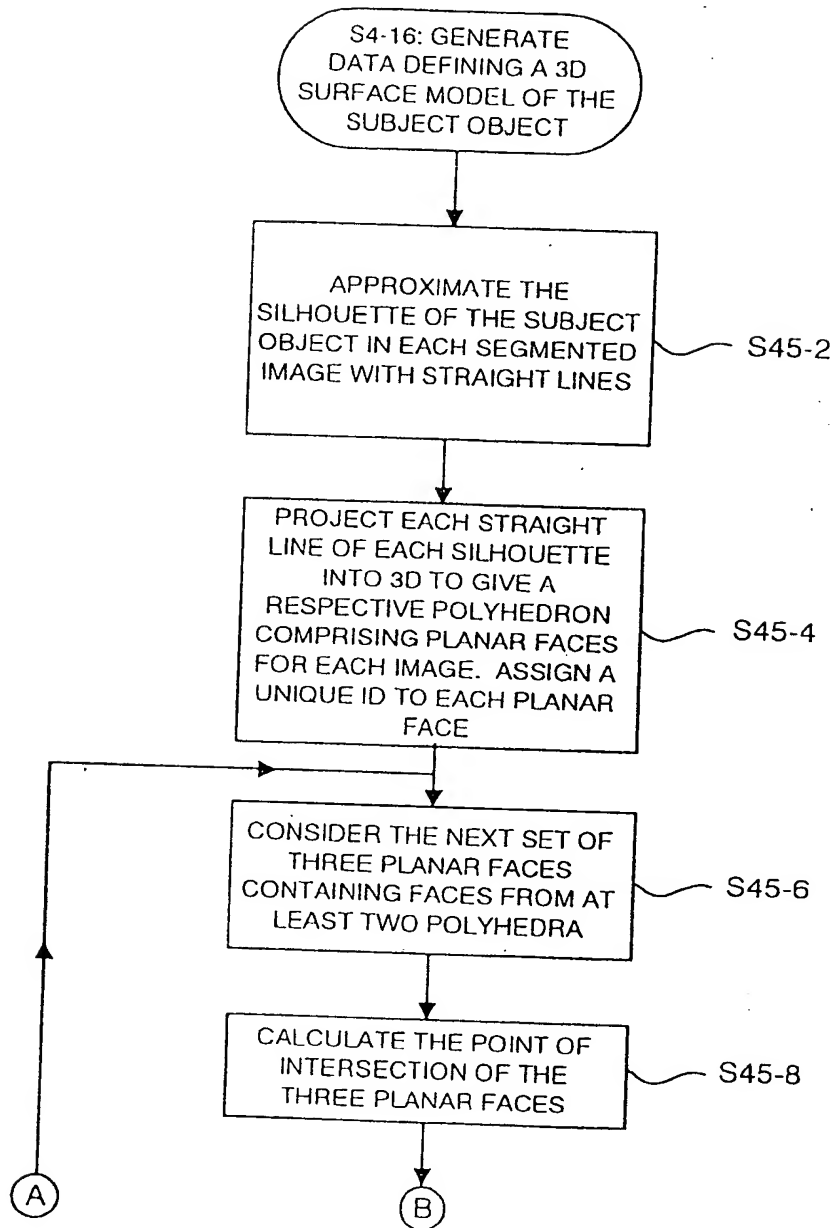 S4-16: GENERATE
DATA DEFINING A 3D
SURFACE MODEL OF THE
SUBJECT OBJECT
APPROXIMATE THE
SILHOUETTE OF THE SUBJECT
OBJECT IN EACH SEGMENTED
IMAGE WITH STRAIGHT LINES
S45-2
PROJECT EACH STRAIGHT
LINE OF EACH SILHOUETTE
INTO 3D TO GIVE A
RESPECTIVE POLYHEDRON
COMPRISING PLANAR FACES
FOR EACH IMAGE. ASSIGN A
UNIQUE ID TO EACH PLANAR
FACE
S45-4
CONSIDER THE NEXT SET OF
THREE PLANAR FACES
CONTAINING FACES FROM AT
LEAST TWO POLYHEDRA
S45-6
CALCULATE THE POINT OF
INTERSECTION OF THE
THREE PLANAR FACES
S45-8
A
B